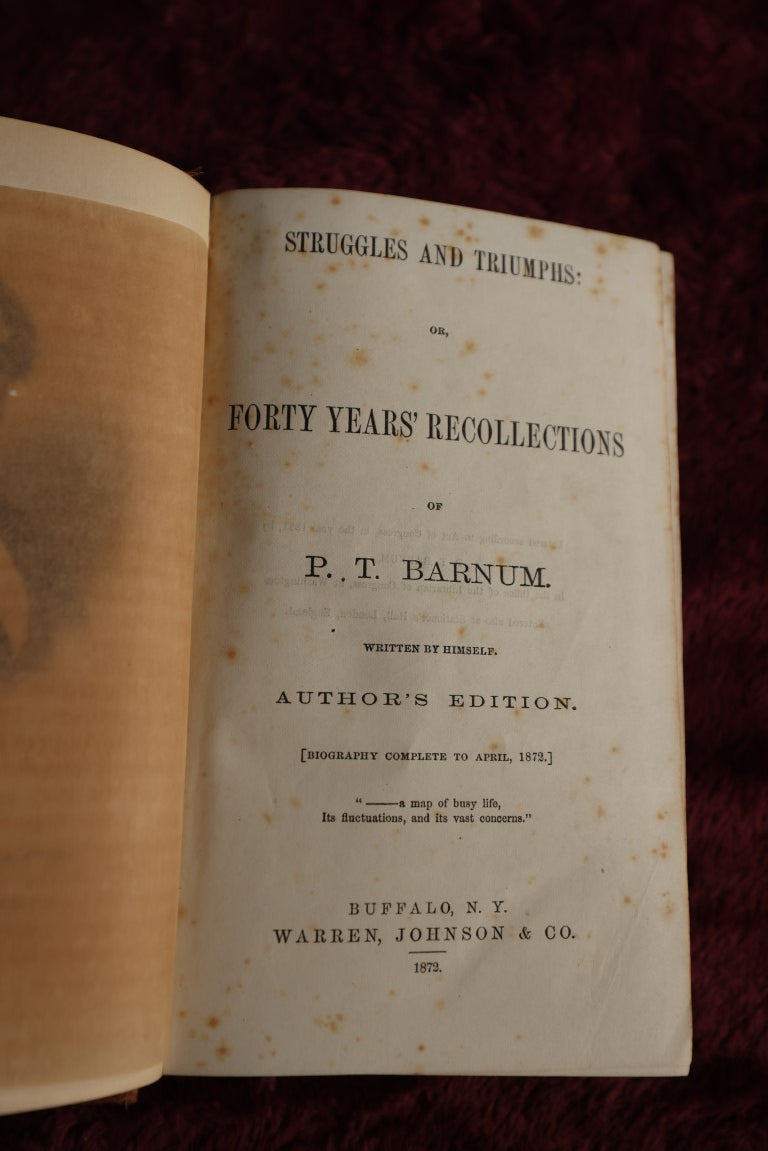 STRUGGLES AND TRIUMPHS:
OR,
FORTY YEARS' RECOLLECTIONS
OF
P. T. BARNUM.
WRITTEN BY HIMSELF.
AUTHOR'S EDITION.
[BIOGRAPHY COMPLETE TO APRIL, 1872.]
"——a map of busy life,
Its fluctuations, and its vast concerns."
BUFFALO, N. Y.
WARREN, JOHNSON & CO.
1872.